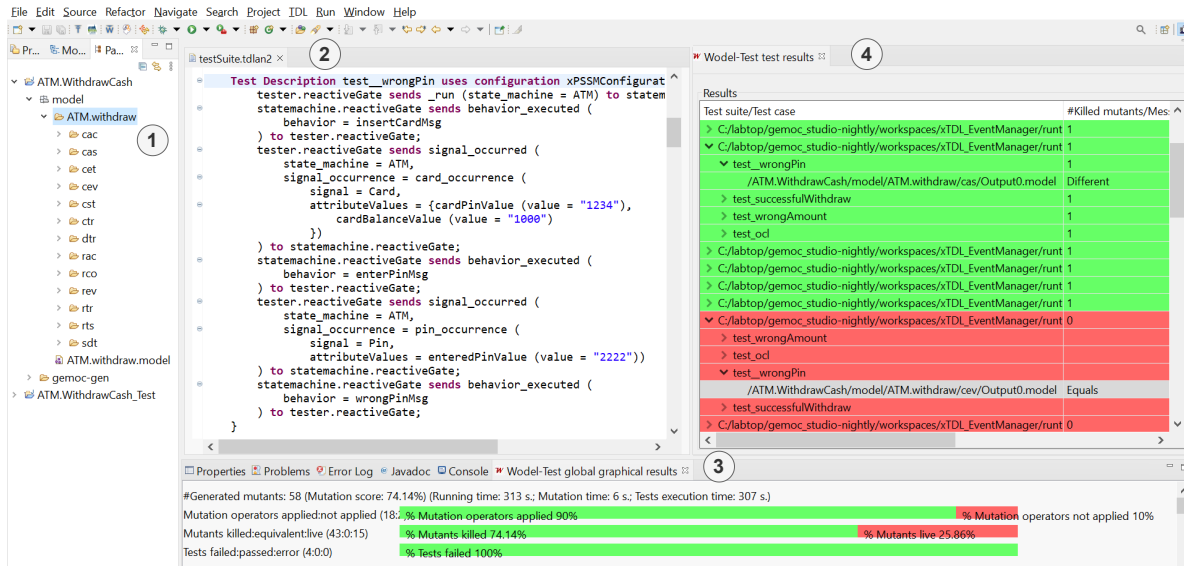 File Edit Source Refactor Navigate Search Project TDL Run Window Help
Pr... Mo... Pa...
ATM.WithdrawCash
model
ATM.withdraw
cac
cas
cet
cev
cst
ctr
dtr
rac
rco
rev
rtr
rts
sdt
ATM.withdraw.model
gemoc-gen
ATM.WithdrawCash_Test
1
testSuite.tdlan2
2
Test Description test__wrongPin uses configuration xPSSMConfigurat
tester.reactiveGate sends _run (state_machine = ATM) to statem
statemachine.reactiveGate sends behavior_executed (
behavior = insertCardMsg
) to tester.reactiveGate;
tester.reactiveGate sends signal_occurred (
state_machine = ATM,
signal_occurrence = card_occurrence (
signal = Card,
attributeValues = {cardPinValue (value = "1234"),
cardBalanceValue (value = "1000")
})
) to statemachine.reactiveGate;
statemachine.reactiveGate sends behavior_executed (
behavior = enterPinMsg
) to tester.reactiveGate;
tester.reactiveGate sends signal_occurred (
state_machine = ATM,
signal_occurrence = pin_occurrence (
signal = Pin,
attributeValues = enteredPinValue (value = "2222"))
) to statemachine.reactiveGate;
statemachine.reactiveGate sends behavior_executed (
behavior = wrongPinMsg
) to tester.reactiveGate;
}
Wodel-Test test results
4
Results
Test suite/Test case #Killed mutants/Mes
C:/labtop/gemoc_studio-nightly/workspaces/xTDL_EventManager/runt 1
C:/labtop/gemoc_studio-nightly/workspaces/xTDL_EventManager/runt 1
test__wrongPin 1
/ATM.WithdrawCash/model/ATM.withdraw/cas/Output0.model Different
test_successfulWithdraw 1
test_wrongAmount 1
test_ocl 1
C:/labtop/gemoc_studio-nightly/workspaces/xTDL_EventManager/runt 1
C:/labtop/gemoc_studio-nightly/workspaces/xTDL_EventManager/runt 1
C:/labtop/gemoc_studio-nightly/workspaces/xTDL_EventManager/runt 1
C:/labtop/gemoc_studio-nightly/workspaces/xTDL_EventManager/runt 1
C:/labtop/gemoc_studio-nightly/workspaces/xTDL_EventManager/runt 0
test_wrongAmount
test_ocl
test__wrongPin
/ATM.WithdrawCash/model/ATM.withdraw/cev/Output0.model Equals
test_successfulWithdraw
C:/labtop/gemoc_studio-nightly/workspaces/xTDL_EventManager/runt 0
Properties Problems Error Log Javadoc Console Wodel-Test global graphical results
3
#Generated mutants: 58 (Mutation score: 74.14%) (Running time: 313 s.; Mutation time: 6 s.; Tests execution time: 307 s.)
Mutation operators applied:not applied (18: % Mutation operators applied 90% % Mutation operators not applied 10%
Mutants killed:equivalent:live (43:0:15) % Mutants killed 74.14% % Mutants live 25.86%
Tests failed:passed:error (4:0:0) % Tests failed 100%